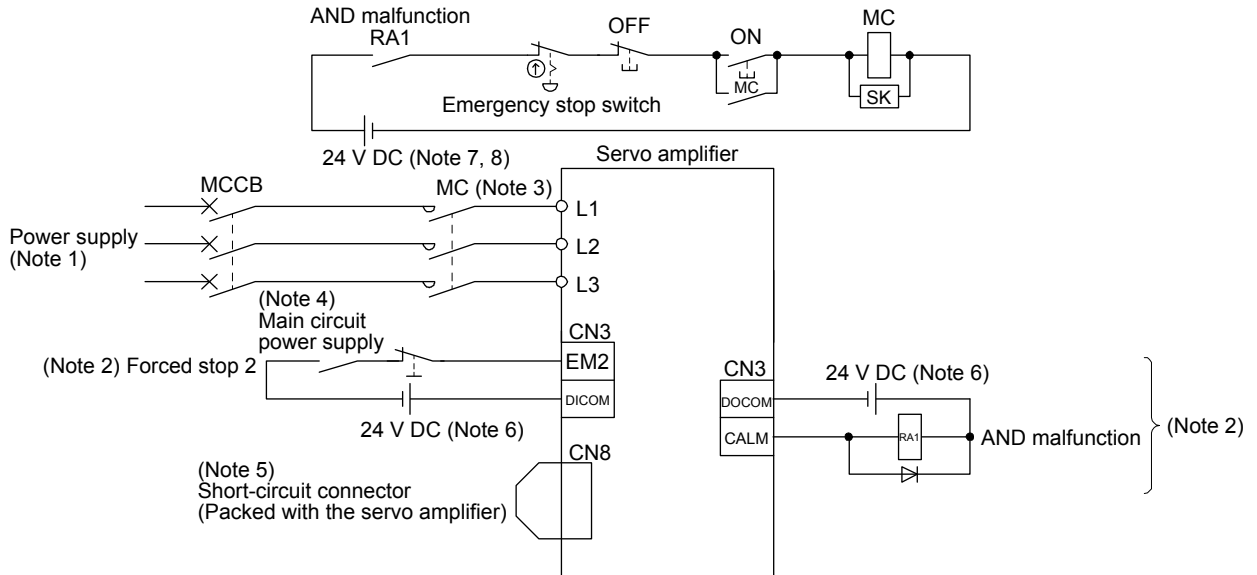 AND malfunction
RA1
OFF
ON
MC
MC
SK
Emergency stop switch
24 V DC (Note 7, 8)
Servo amplifier
MCCB
MC (Note 3)
L1
Power supply
(Note 1)
L2
L3
(Note 4)
Main circuit
power supply
CN3
(Note 2) Forced stop 2
EM2
DICOM
24 V DC (Note 6)
CN3
24 V DC (Note 6)
DOCOM
CALM
RA1
AND malfunction
(Note 2)
CN8
(Note 5)
Short-circuit connector
(Packed with the servo amplifier)